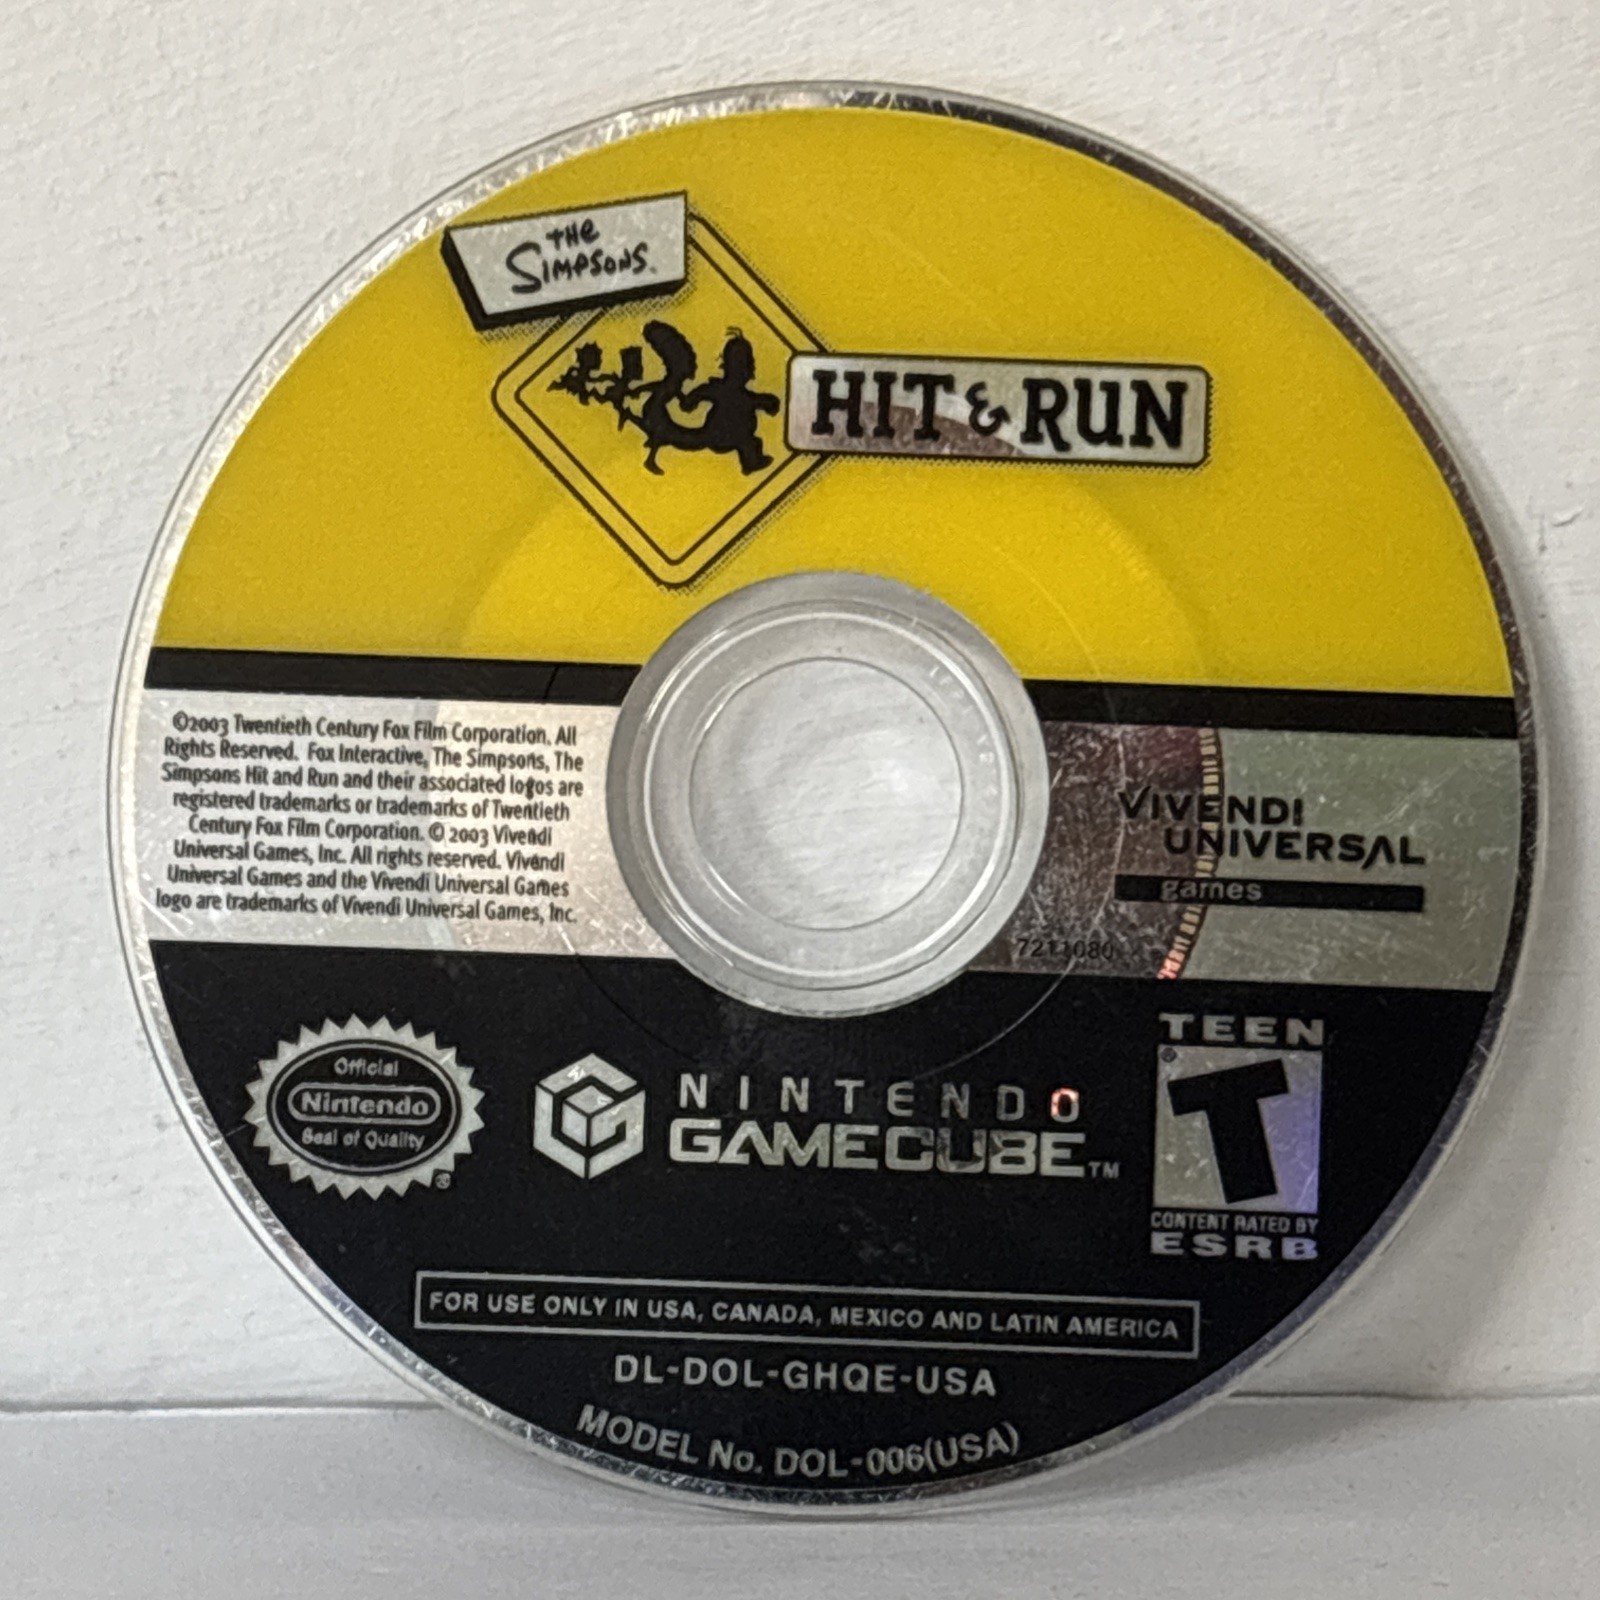 THE
SIMPSONS
HIT & RUN
©2003 Twentieth Century Fox Film Corporation. All
Rights Reserved. Fox Interactive, The Simpsons, The
Simpsons Hit and Run and their associated logos are
registered trademarks or trademarks of Twentieth
Century Fox Film Corporation. © 2003 Vivendi
Universal Games, Inc. All rights reserved. Vivendi
Universal Games and the Vivendi Universal Games
logo are trademarks of Vivendi Universal Games, Inc.
VIVENDI
UNIVERSAL
games
7211080
Official
Nintendo
Seal of Quality
®
NINTENDO
GAMECUBE™
TEEN
T
®
CONTENT RATED BY
ESRB
FOR USE ONLY IN USA, CANADA, MEXICO AND LATIN AMERICA
DL-DOL-GHQE-USA
MODEL No. DOL-006(USA)